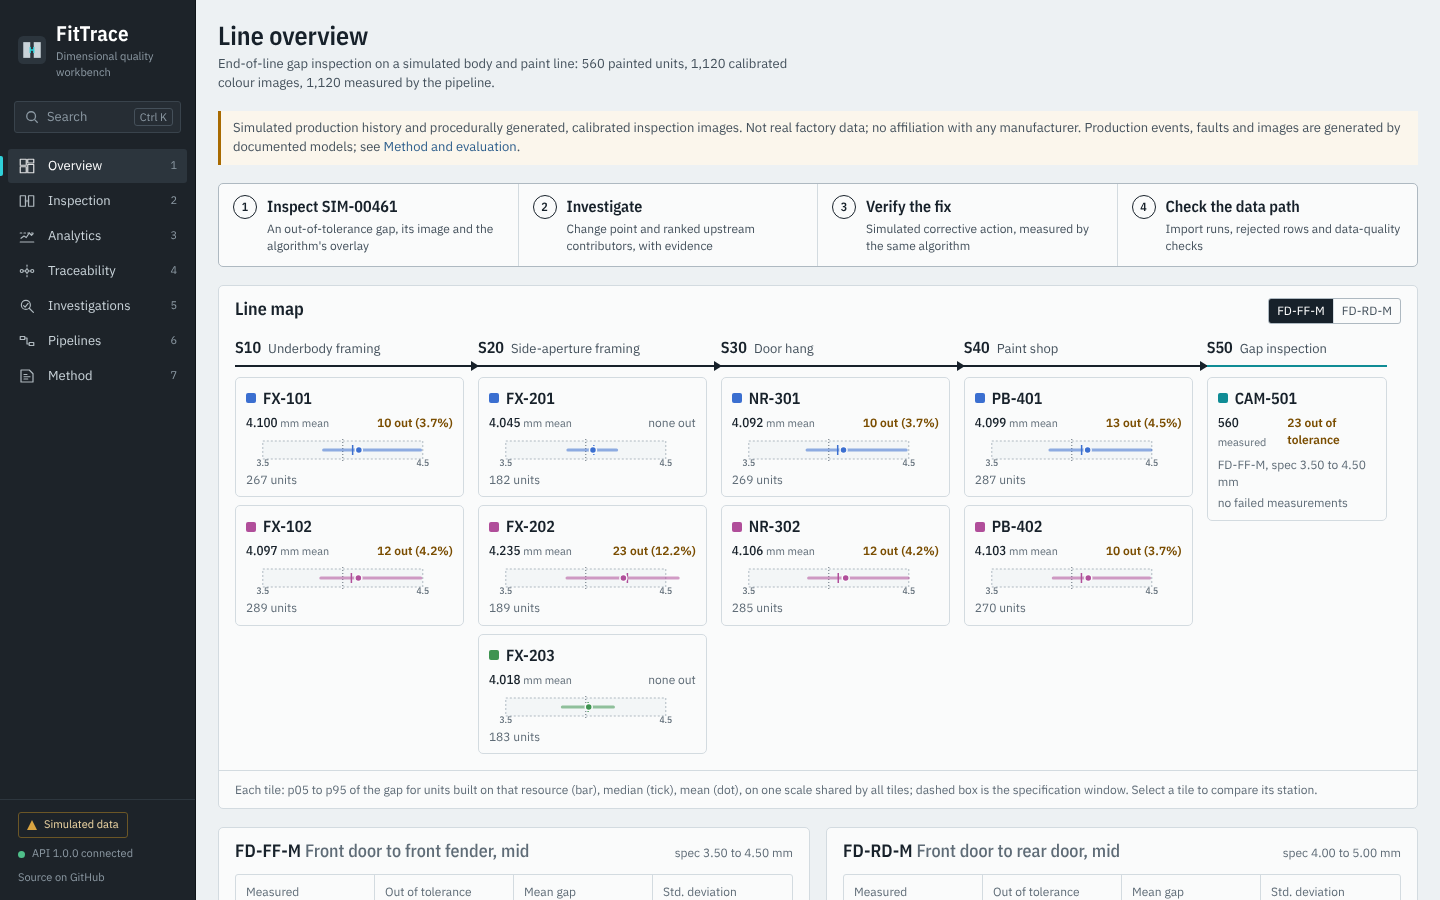 FitTrace
Dimensional quality
workbench
Search
Ctrl K
Overview 1
Inspection 2
Analytics 3
Traceability 4
Investigations 5
Pipelines 6
Method 7
Simulated data
API 1.0.0 connected
Source on GitHub
Line overview
End-of-line gap inspection on a simulated body and paint line: 560 painted units, 1,120 calibrated
colour images, 1,120 measured by the pipeline.
Simulated production history and procedurally generated, calibrated inspection images. Not real factory data; no affiliation with any manufacturer. Production events, faults and images are generated by
documented models; see Method and evaluation.
1 Inspect SIM-00461
An out-of-tolerance gap, its image and the
algorithm's overlay
2 Investigate
Change point and ranked upstream
contributors, with evidence
3 Verify the fix
Simulated corrective action, measured by
the same algorithm
4 Check the data path
Import runs, rejected rows and data-quality
checks
Line map
FD-FF-M FD-RD-M
S10 Underbody framing
S20 Side-aperture framing
S30 Door hang
S40 Paint shop
S50 Gap inspection
FX-101
4.100 mm mean 10 out (3.7%)
3.5 4.5
267 units
FX-201
4.045 mm mean none out
3.5 4.5
182 units
NR-301
4.092 mm mean 10 out (3.7%)
3.5 4.5
269 units
PB-401
4.099 mm mean 13 out (4.5%)
3.5 4.5
287 units
CAM-501
560
measured
23 out of
tolerance
FD-FF-M, spec 3.50 to 4.50
mm
no failed measurements
FX-102
4.097 mm mean 12 out (4.2%)
3.5 4.5
289 units
FX-202
4.235 mm mean 23 out (12.2%)
3.5 4.5
189 units
NR-302
4.106 mm mean 12 out (4.2%)
3.5 4.5
285 units
PB-402
4.103 mm mean 10 out (3.7%)
3.5 4.5
270 units
FX-203
4.018 mm mean none out
3.5 4.5
183 units
Each tile: p05 to p95 of the gap for units built on that resource (bar), median (tick), mean (dot), on one scale shared by all tiles; dashed box is the specification window. Select a tile to compare its station.
FD-FF-M Front door to front fender, mid spec 3.50 to 4.50 mm
Measured Out of tolerance Mean gap Std. deviation
FD-RD-M Front door to rear door, mid spec 4.00 to 5.00 mm
Measured Out of tolerance Mean gap Std. deviation